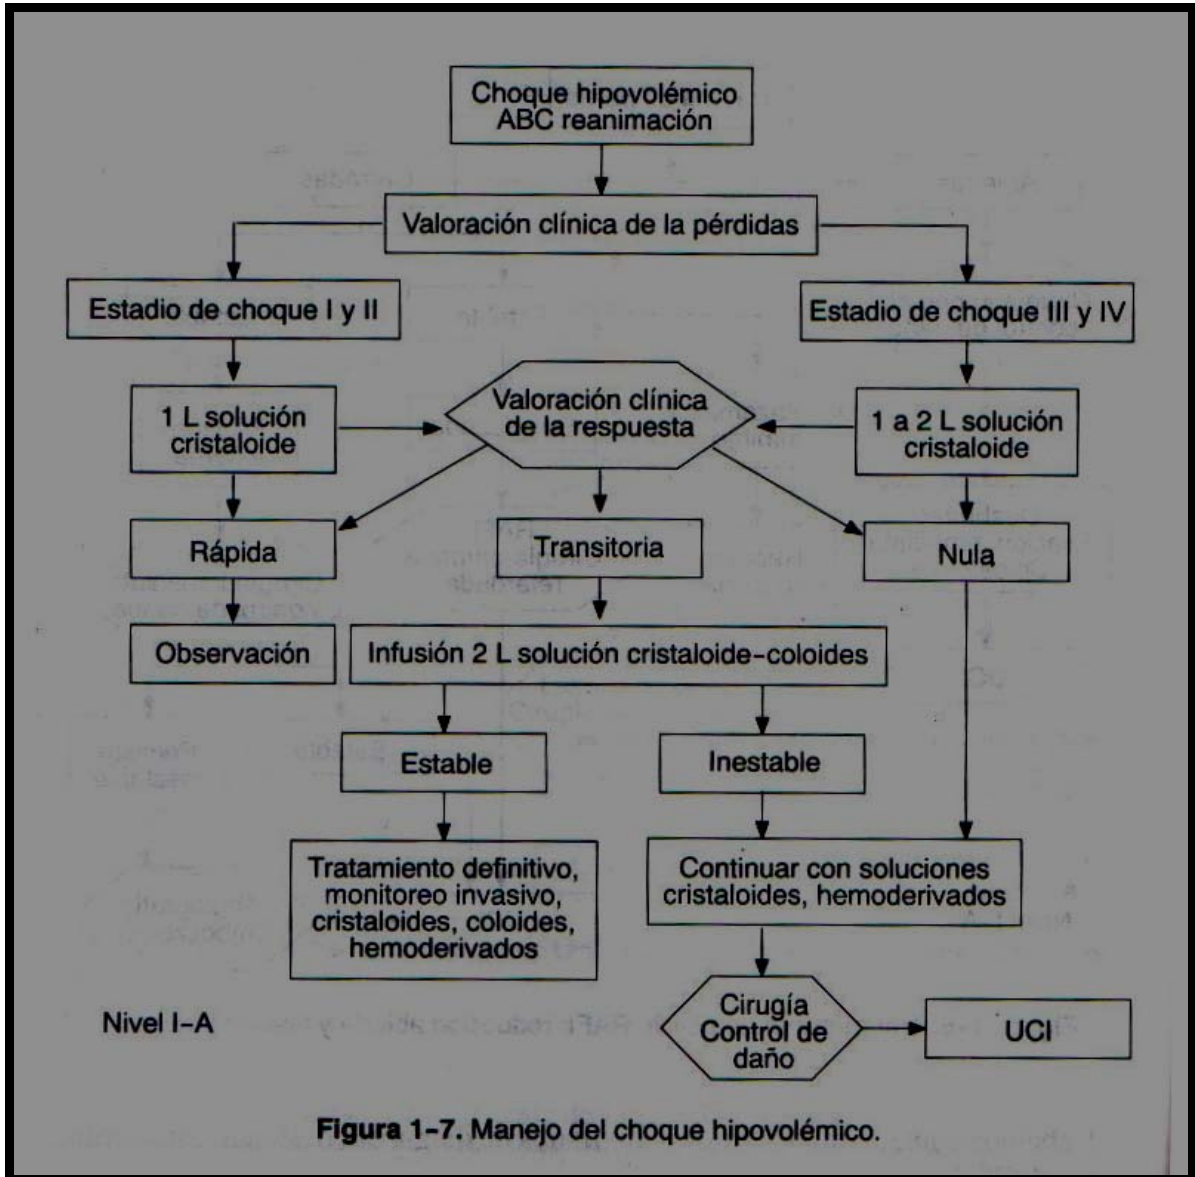 Choque hipovolémico
ABC reanimación
Valoración clínica de la pérdidas
Estadio de choque I y II
Estadio de choque III y IV
1 L solución
cristaloide
Valoración clínica
de la respuesta
1 a 2 L solución
cristaloide
Rápida
Transitoria
Nula
Observación
Infusión 2 L solución cristaloide-coloides
Estable
Inestable
Tratamiento definitivo,
monitoreo invasivo,
cristaloides, coloides,
hemoderivados
Continuar con soluciones
cristaloides, hemoderivados
Nivel I-A
Cirugía
Control de
daño
UCI
Figura 1-7. Manejo del choque hipovolémico.